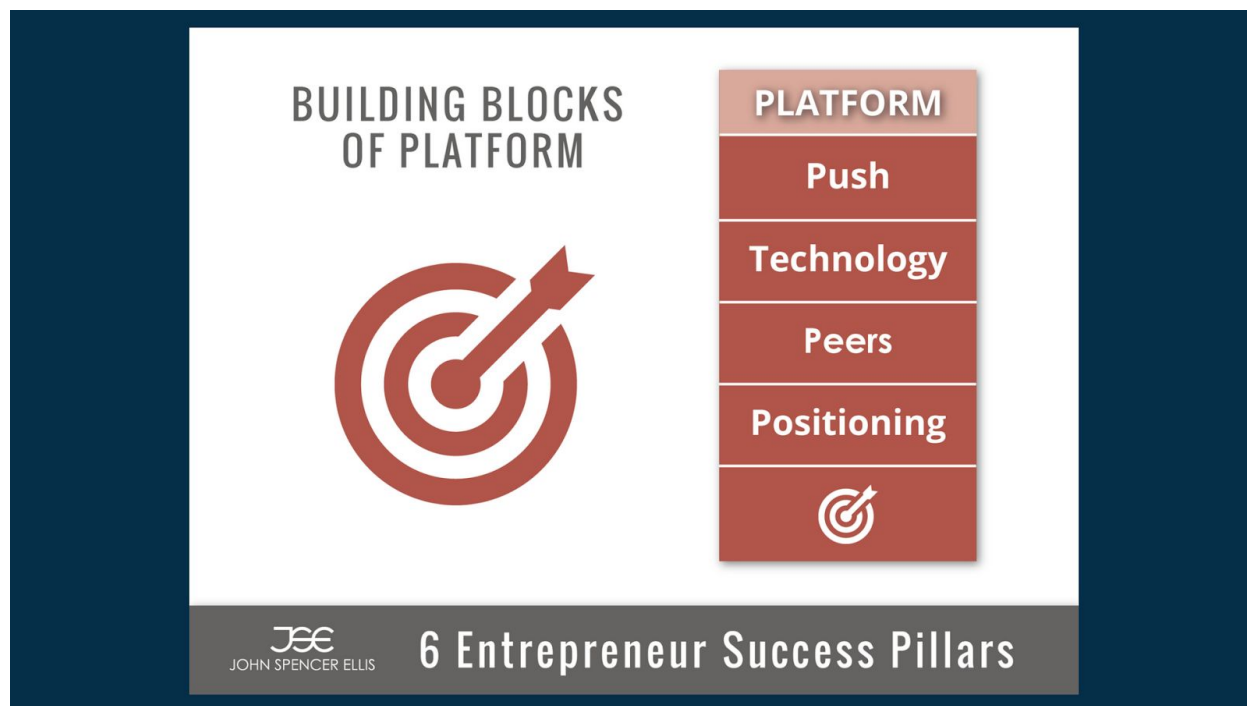 BUILDING BLOCKS
OF PLATFORM
PLATFORM
Push
Technology
Peers
Positioning
JSE
JOHN SPENCER ELLIS
6 Entrepreneur Success Pillars